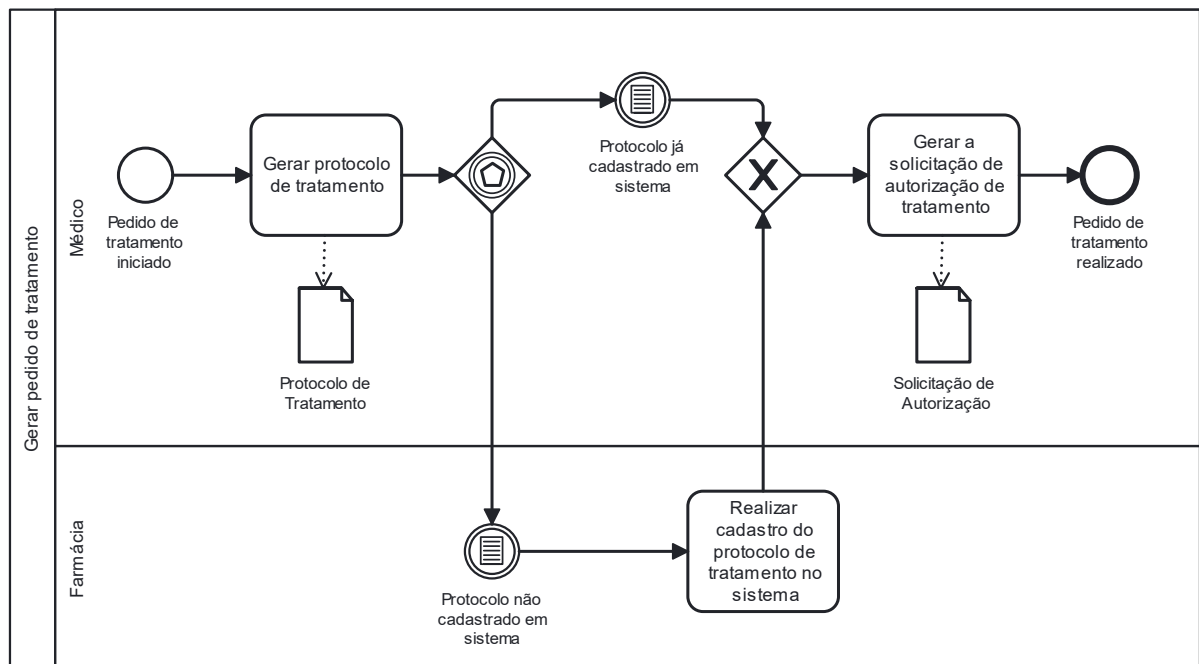 Gerar pedido de tratamento
Médico
Pedido de
tratamento
iniciado
Gerar protocolo
de tratamento
Protocolo de
Tratamento
Protocolo já
cadastrado em
sistema
X
Gerar a
solicitação de
autorização de
tratamento
Solicitação de
Autorização
Pedido de
tratamento
realizado
Farmácia
Protocolo não
cadastrado em
sistema
Realizar
cadastro do
protocolo de
tratamento no
sistema